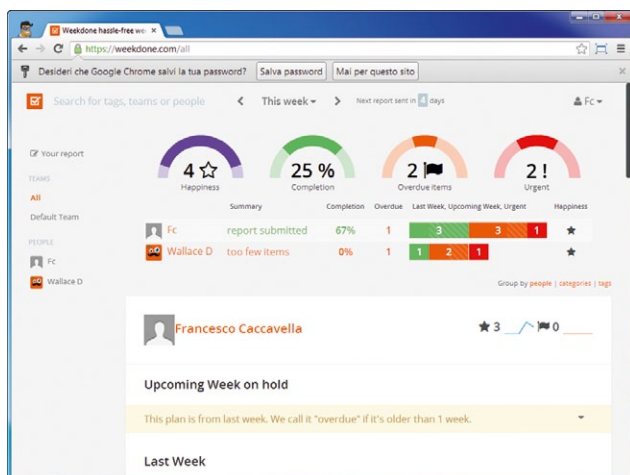 Weekdone hassle-free wee
https://weekdone.com/all
Desideri che Google Chrome salvi la tua password? Salva password Mai per questo sito
Search for tags, teams or people This week Next report sent in 4 days Fc
Your report
TEAMS
All
Default Team
PEOPLE
Fc
Wallace D
4 25 % 2 2 !
Happiness Completion Overdue items Urgent
Summary Completion Overdue Last Week, Upcoming Week, Urgent Happiness
Fc report submitted 67% 1 3 3 1
Wallace D too few items 0% 1 1 2 1
Group by people | categories | tags
Francesco Caccavella 3 0
Upcoming Week on hold
This plan is from last week. We call it "overdue" if it's older than 1 week.
Last Week